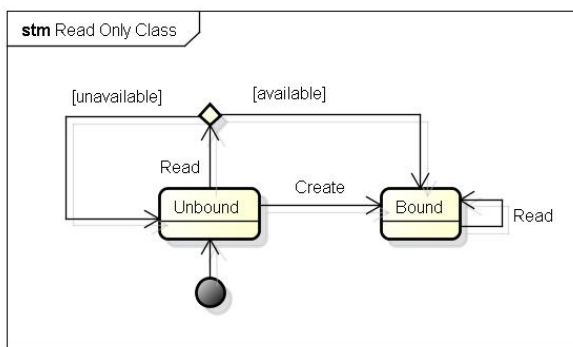 stm Read Only Class
[unavailable]
[available]
Read
Create
Unbound
Bound
Read